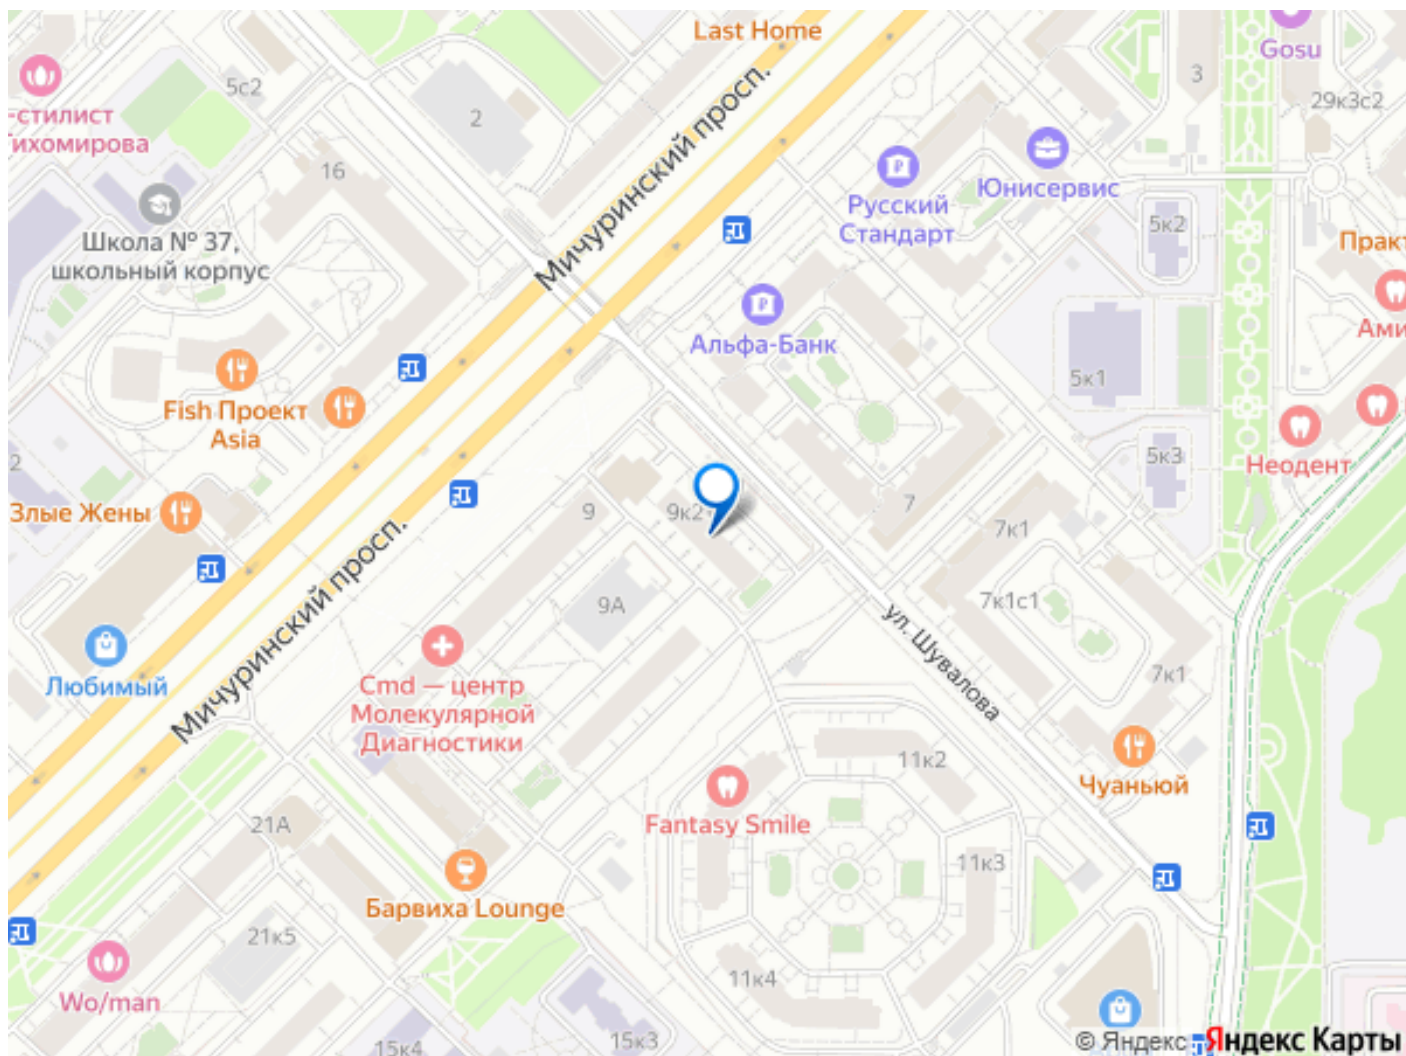 Last Home
Gosu
5с2
2
3
29к3с2
-стилист
ихомирова
16
Мичуринский просп.
Юнисервис
Русский
Стандарт
5к2
Школа № 37,
школьный корпус
Практ
Ами
Альфа-Банк
5к1
Fish Проект
Asia
2
5к3
Неодент
Злые Жены
9
9к2
7
7к1
Мичуринский просп.
9А
7к1с1
ул. Шувалова
Любимый
Cmd — центр
Молекулярной
Диагностики
7к1
11к2
Чуаньюй
21А
Fantasy Smile
11к3
Барвиха Lounge
21к5
11к4
Wo/man
15к4
15к3
© Яндекс
Яндекс Карты